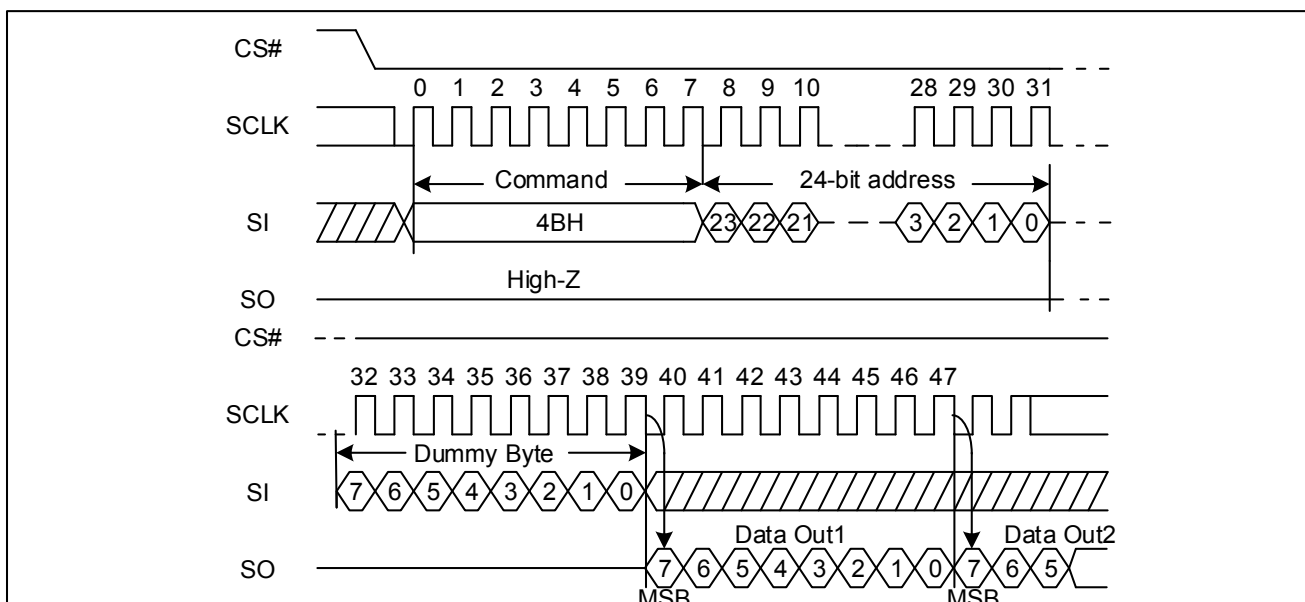 CS#
0 1 2 3 4 5 6 7 8 9 10 28 29 30 31
SCLK
Command 24-bit address
SI 4BH 23 22 21 3 2 1 0
High-Z
SO
CS#
32 33 34 35 36 37 38 39 40 41 42 43 44 45 46 47
SCLK
Dummy Byte
SI 7 6 5 4 3 2 1 0
Data Out1 Data Out2
SO 7 6 5 4 3 2 1 0 7 6 5
MSB MSB